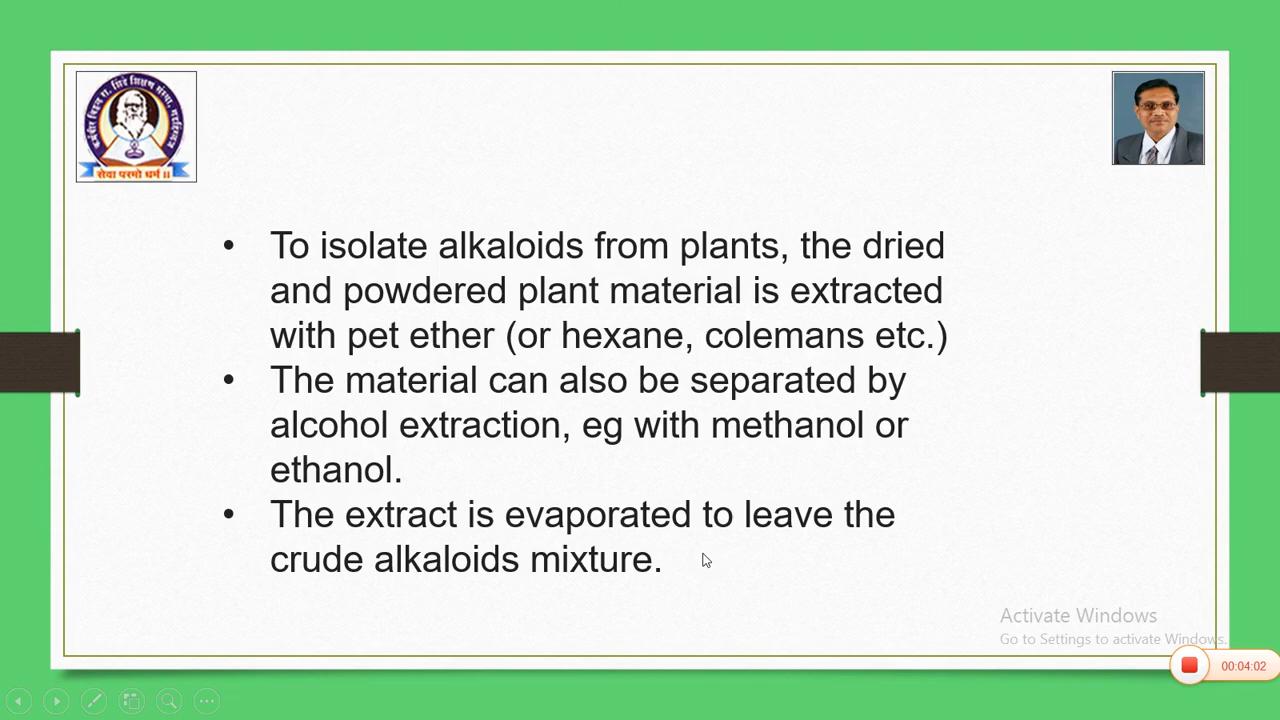 सेवा परमो धर्म ॥
• To isolate alkaloids from plants, the dried
and powdered plant material is extracted
with pet ether (or hexane, colemans etc.)
• The material can also be separated by
alcohol extraction, eg with methanol or
ethanol.
• The extract is evaporated to leave the
crude alkaloids mixture.
Activate Windows
Go to Settings to activate Windows.
00:04:02